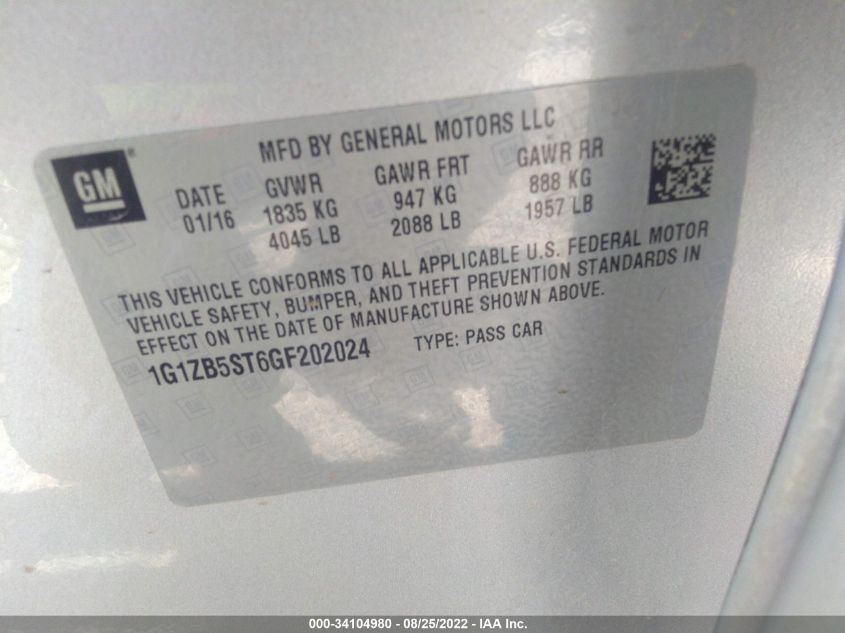 MFD BY GENERAL MOTORS LLC
GM®
DATE GVWR GAWR FRT GAWR RR
01/16 1835 KG 947 KG 888 KG
4045 LB 2088 LB 1957 LB
THIS VEHICLE CONFORMS TO ALL APPLICABLE U.S. FEDERAL MOTOR
VEHICLE SAFETY, BUMPER, AND THEFT PREVENTION STANDARDS IN
EFFECT ON THE DATE OF MANUFACTURE SHOWN ABOVE.
1G1ZB5ST6GF202024 TYPE: PASS CAR
000-34104980 - 08/25/2022 - IAA Inc.